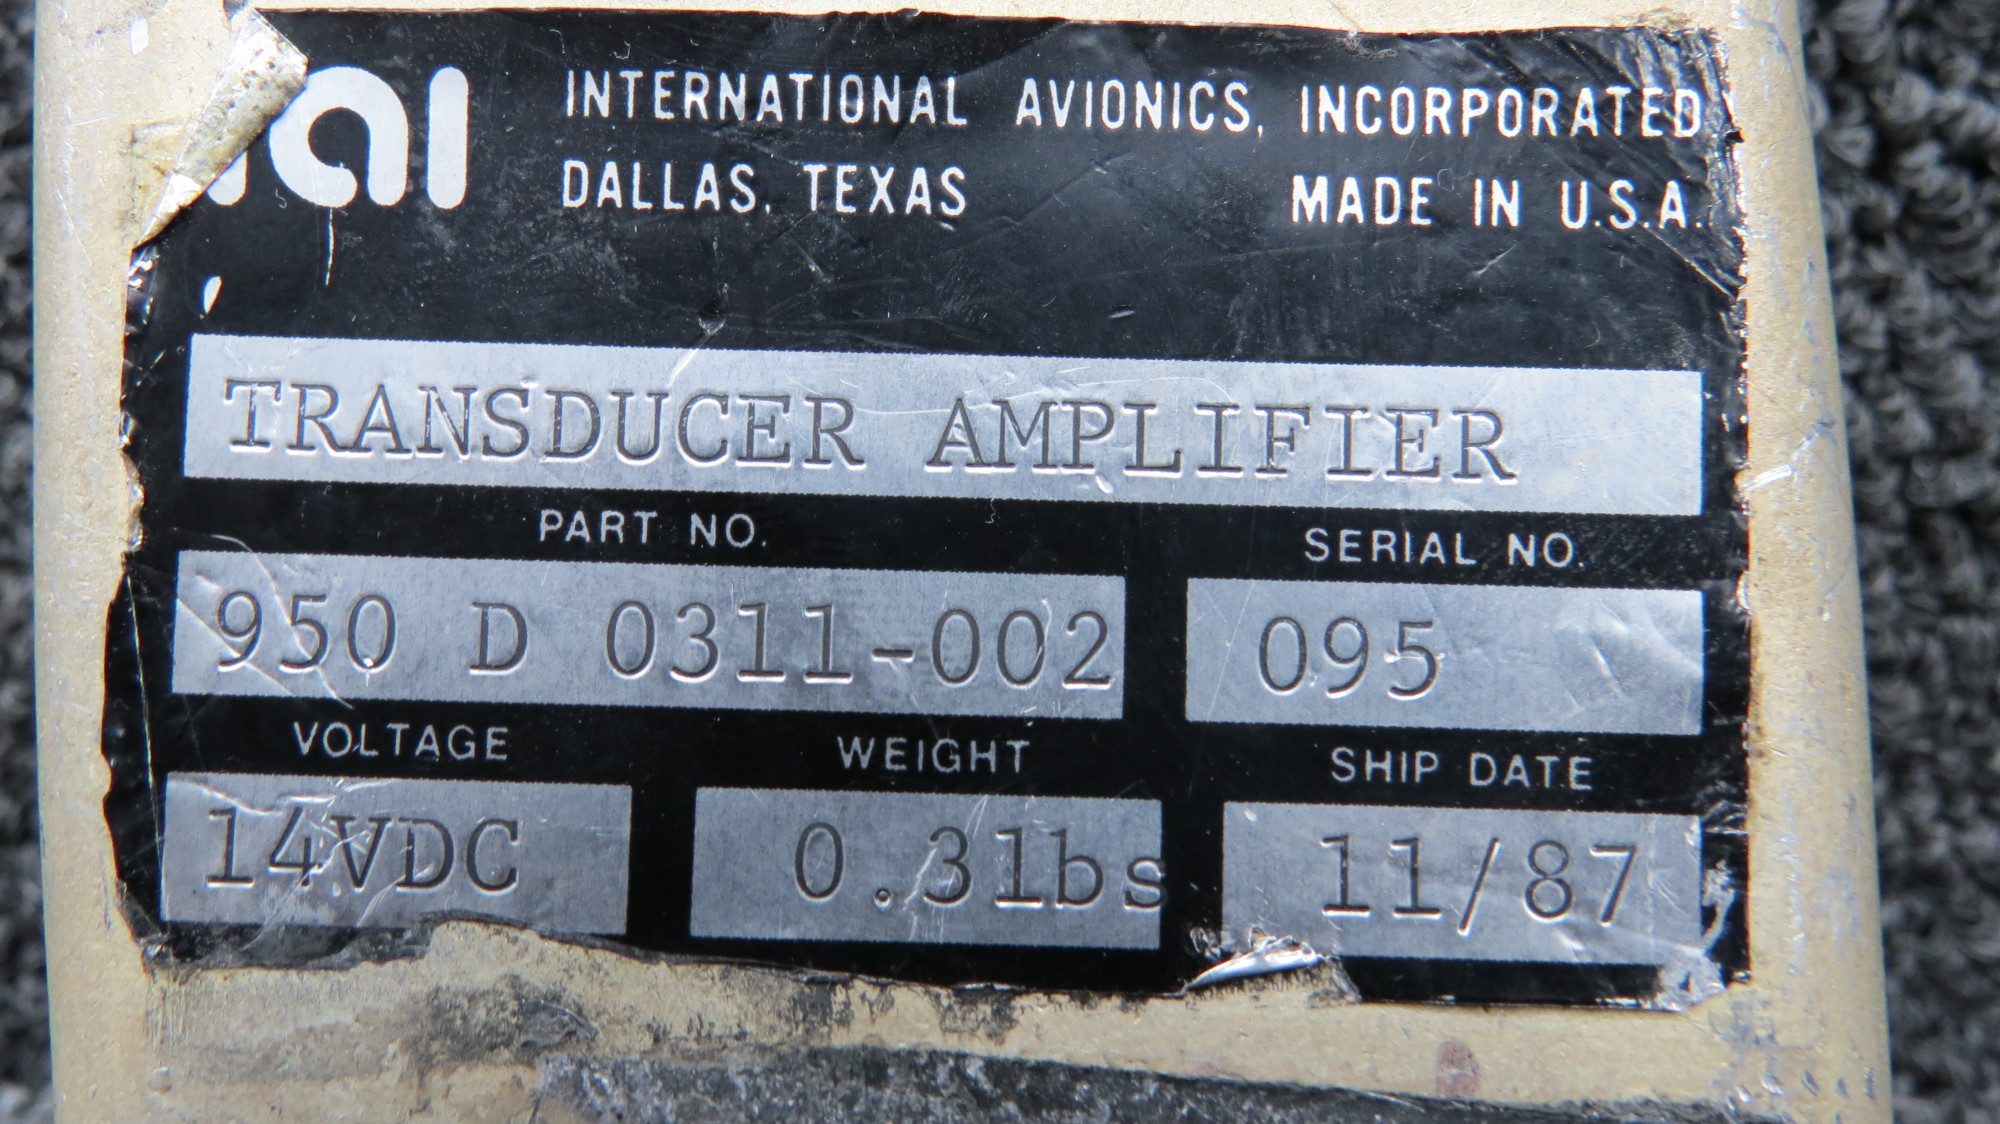 iai
INTERNATIONAL AVIONICS, INCORPORATED
DALLAS, TEXAS MADE IN U.S.A.
TRANSDUCER AMPLIFIER
PART NO. SERIAL NO.
950 D 0311-002 095
VOLTAGE WEIGHT SHIP DATE
14VDC 0.31bs 11/87